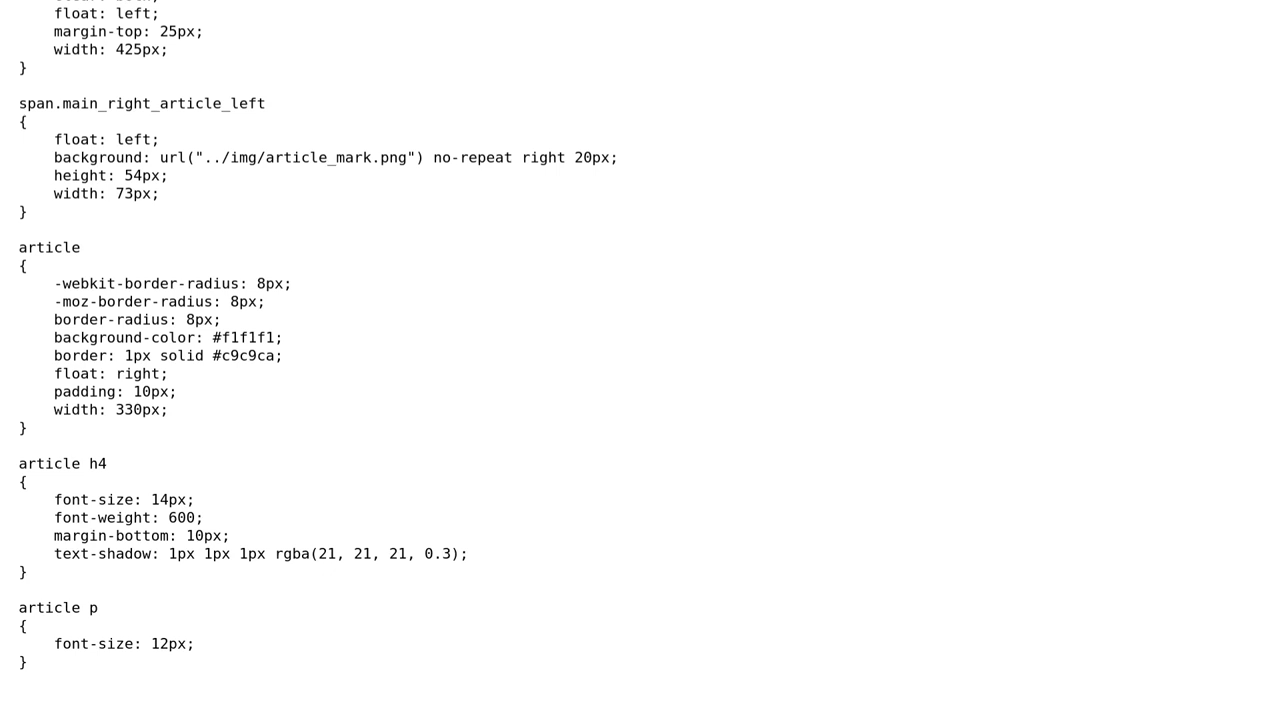 float: left;
    margin-top: 25px;
    width: 425px;
}

span.main_right_article_left
{
    float: left;
    background: url("../img/article_mark.png") no-repeat right 20px;
    height: 54px;
    width: 73px;
}

article
{
    -webkit-border-radius: 8px;
    -moz-border-radius: 8px;
    border-radius: 8px;
    background-color: #f1f1f1;
    border: 1px solid #c9c9ca;
    float: right;
    padding: 10px;
    width: 330px;
}

article h4
{
    font-size: 14px;
    font-weight: 600;
    margin-bottom: 10px;
    text-shadow: 1px 1px 1px rgba(21, 21, 21, 0.3);
}

article p
{
    font-size: 12px;
}